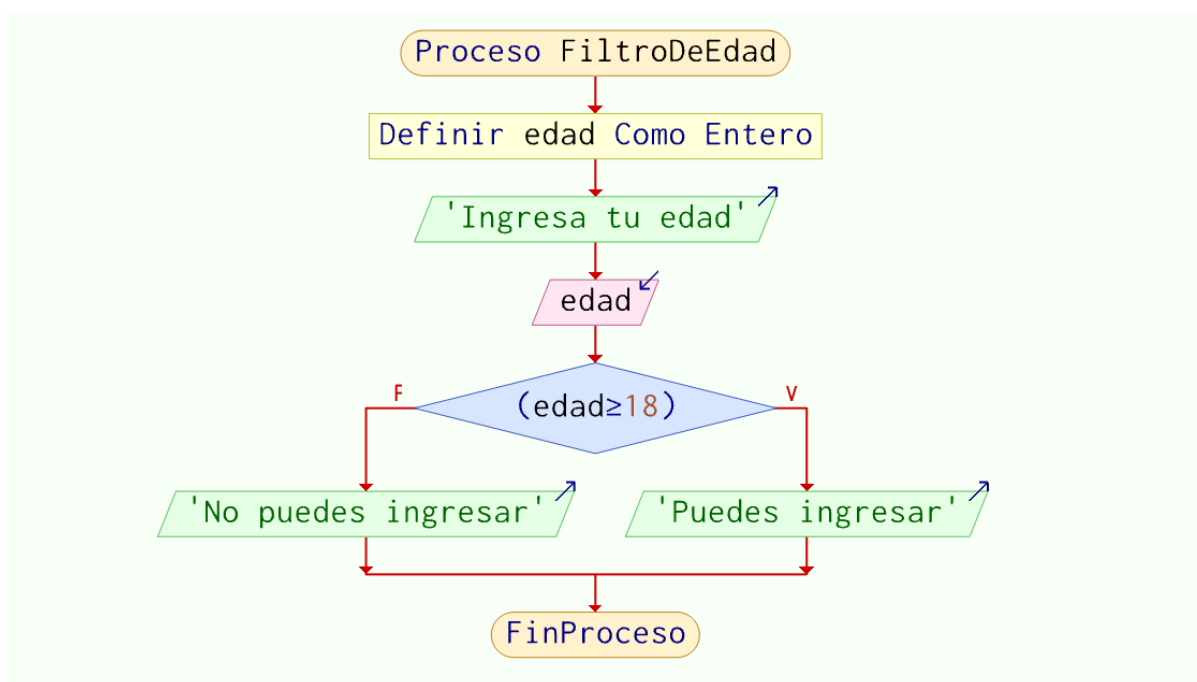 Proceso FiltroDeEdad
Definir edad Como Entero
'Ingresa tu edad'
edad
F
V
(edad≥18)
'No puedes ingresar'
'Puedes ingresar'
FinProceso